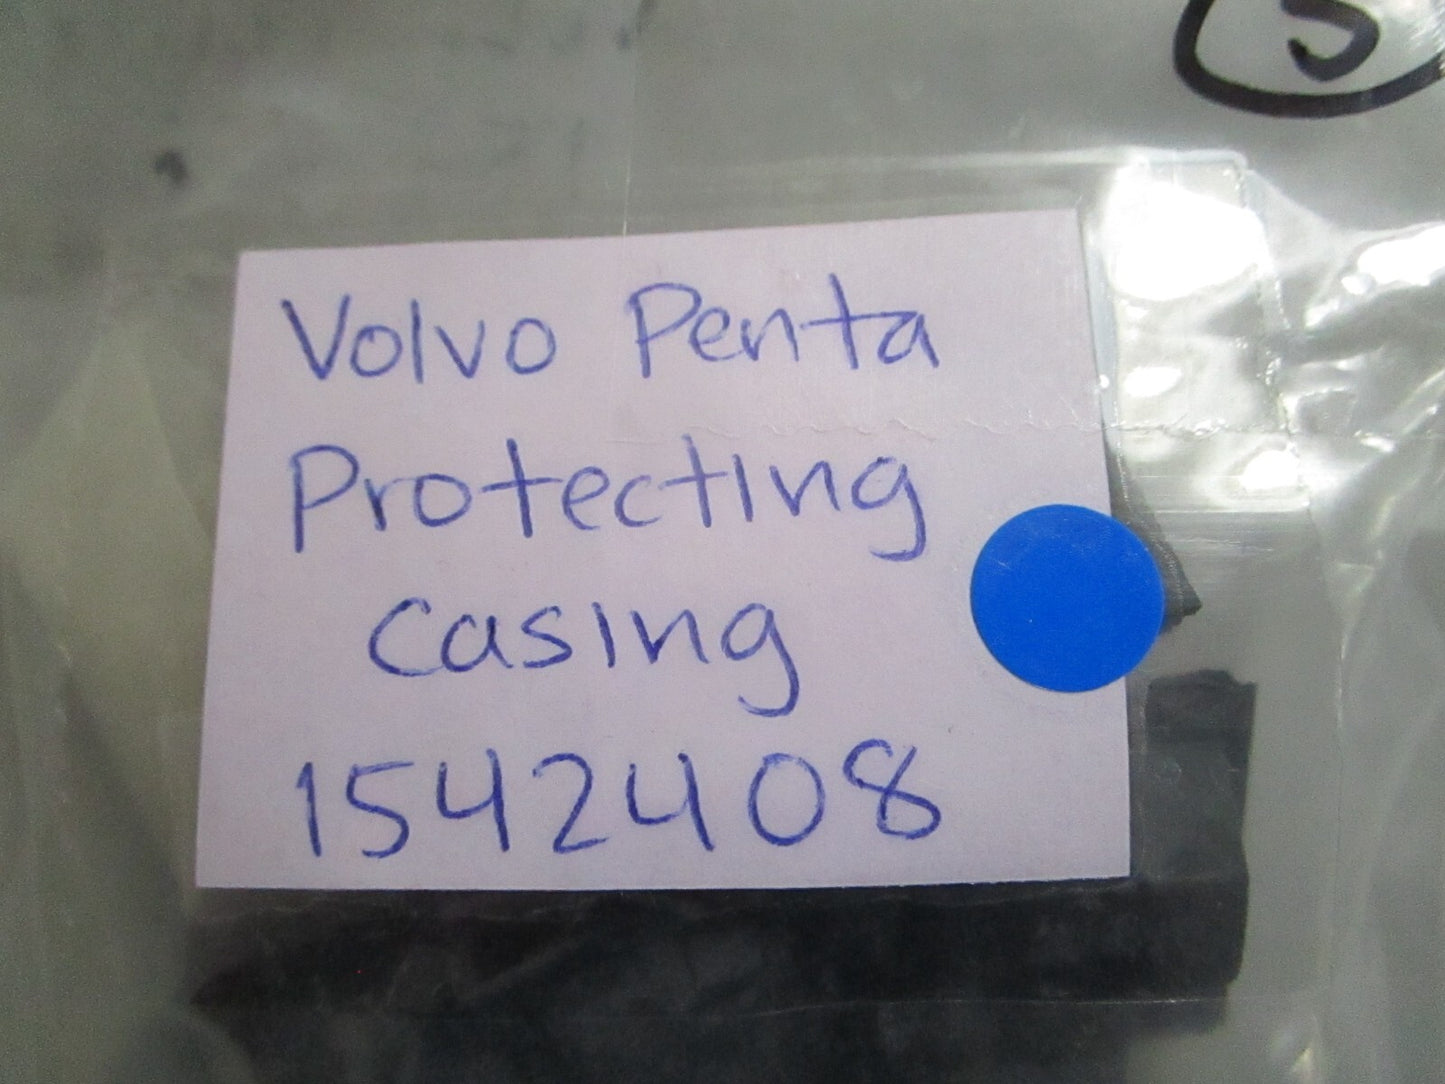 Volvo Penta
Protecting
casing
1542408